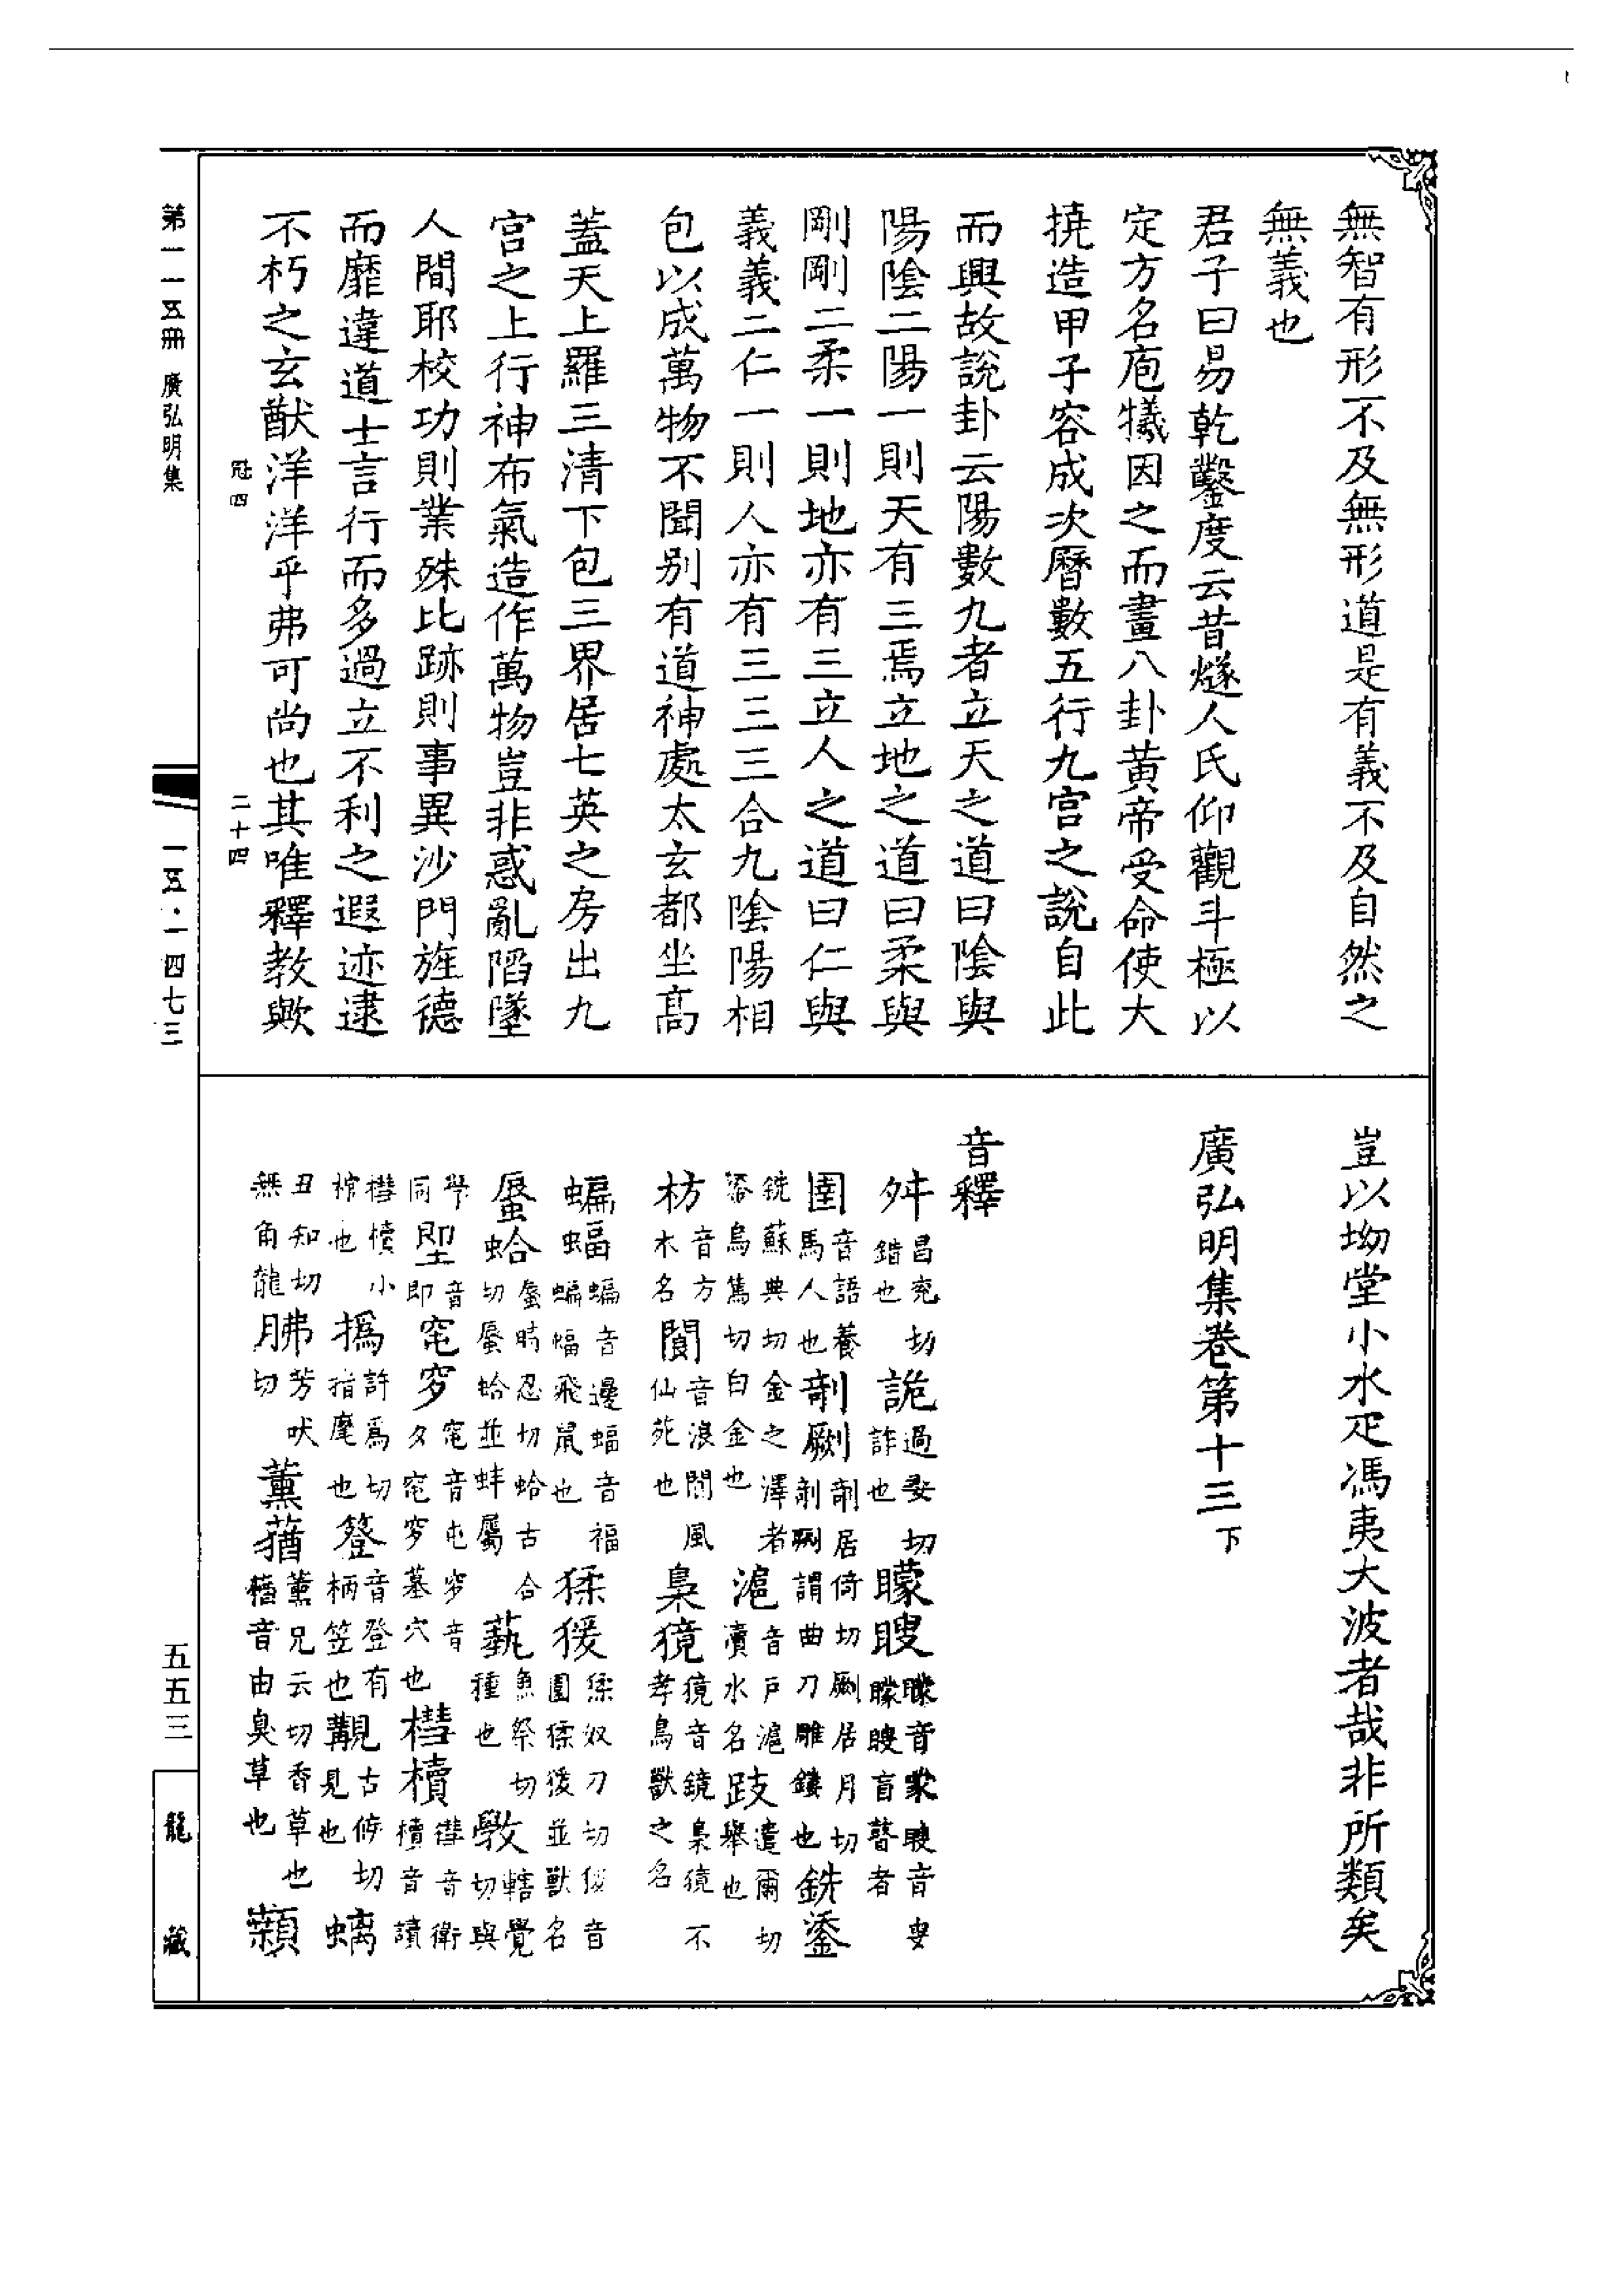 無智有形不及無形道是有義不及自然之
無義也
君子曰易乾鑿度云昔燧人氏仰觀斗極以
定方名庖犧因之而畫八卦黄帝受命使大
撓造甲子容成次曆數五行九宮之說自此
而興故說卦云陽數九者立天之道曰陰與
陽陰二陽一則天有三焉立地之道曰柔與
剛剛二柔一則地亦有三立人之道曰仁與
義義二仁一則人亦有三三三合九陰陽相
包以成萬物不聞别有道神處太玄都坐高
蓋天上羅三清下包三界居七英之房出九
宮之上行神布氣造作萬物豈非惑亂陷墜
人間耶校功則業殊比跡則事異沙門旌德
而靡違道士言行而多過立不利之遐迹逮
不朽之玄猷洋洋乎弗可尚也其唯釋教歟
冠四
二十四
豈以坳堂小水疋馮夷大波者哉非所類矣
廣弘明集卷第十三下
音釋
舛昌兖切錯也 詭過委切詐也 矇瞍矇音蒙瞍音叟矇瞍盲瞽者
圉音語養馬人也 剞劂剞居倚切劂居月切剞劂謂曲刀雕鏤也 銑鋈
銑蘇典切金之澤者鋈烏篤切白金也 滬音戸滬瀆水名 跂遣爾切舉也
枋音方木名 閬音浪閬風仙苑也 梟獍獍音鏡梟獍不孝鳥獸之名
蝙蝠蝙音邊蝠音福蝙蝠飛鼠也 猱猨猱奴刀切猨音園猱猨並獸名
蜃蛤蜃時忍切蛤古合切蜃蛤並蚌屬 蓺魚祭切種也 斆轄覺切與
學同 堲音即 窀穸窀音屯穸音夕窀穸墓穴也 槥櫝槥音衛櫝音讀
槥櫝小棺也 撝許爲切指麾也 簦音登有柄笠也 覯古候切見也 螭
丑知切無角龍 胇芳吠切 薰蕕薰兄云切香草也蕕音由臭草也 纇
第一一五冊 廣弘明集
一五·一四七三
五五三
龍藏